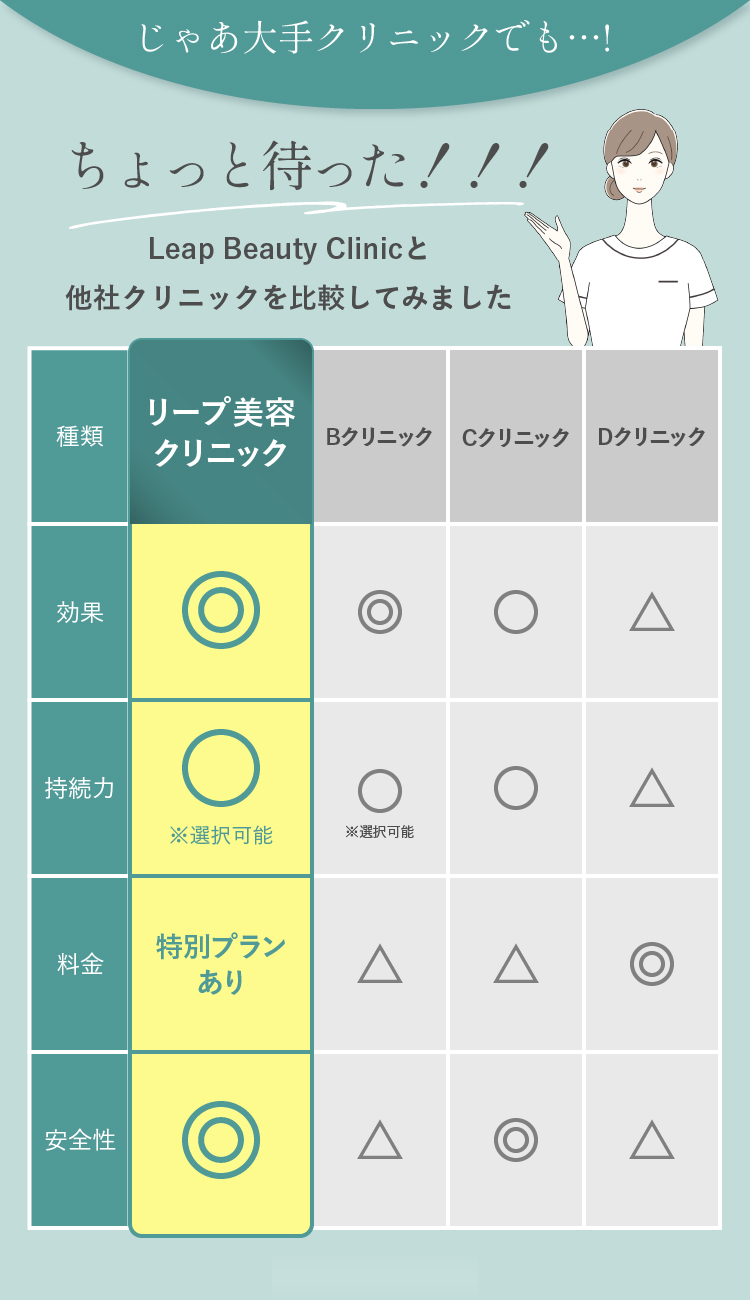 じゃあ大手クリニックでも…!
ちょっと待った!!!
Leap Beauty Clinicと
他社クリニックを比較してみました
種類
リープ美容
クリニック
Bクリニック
Cクリニック
Dクリニック
効果
◎
◎
○
△
持続力
○
※選択可能
○
※選択可能
○
△
料金
特別プラン
あり
△
△
◎
安全性
◎
△
◎
△